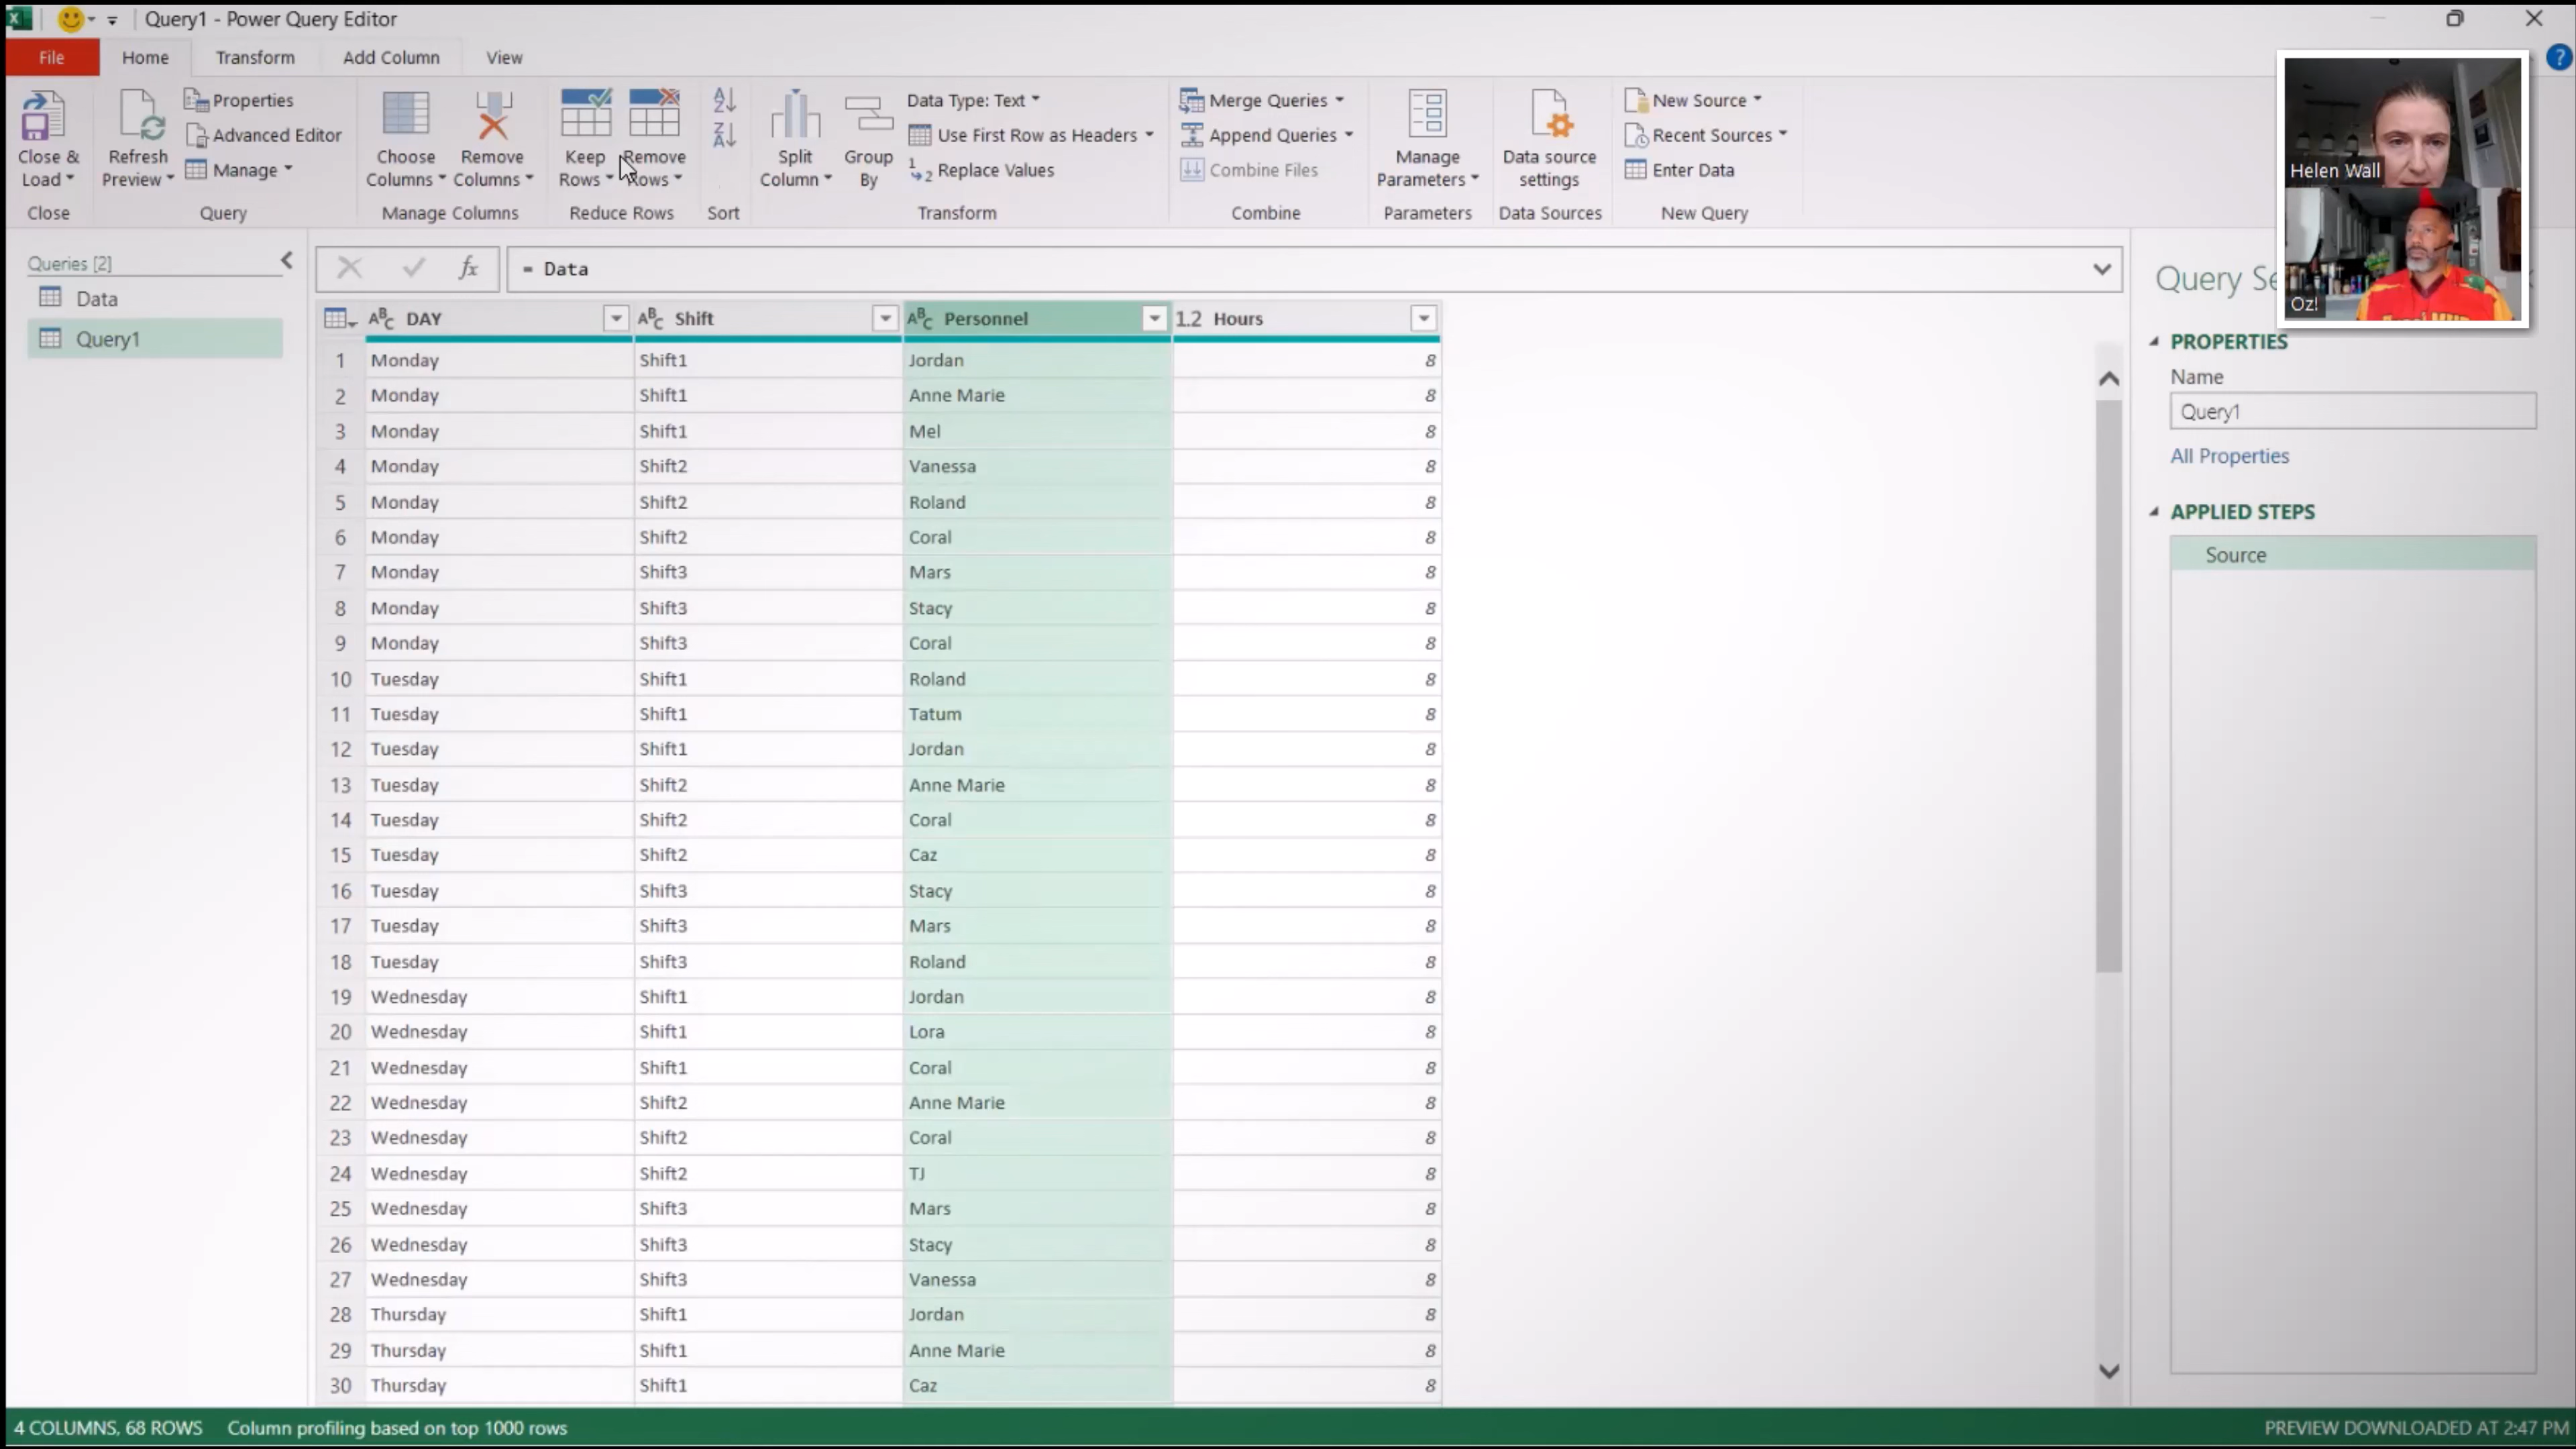 Query1 - Power Query Editor
File Home Transform Add Column View
Close & Load
Close
Refresh Preview
Properties
Advanced Editor
Manage
Query
Choose Columns
Remove Columns
Manage Columns
Keep Rows
Remove Rows
Reduce Rows
Sort
Split Column
Group By
Data Type: Text
Use First Row as Headers
Replace Values
Transform
Merge Queries
Append Queries
Combine Files
Combine
Manage Parameters
Parameters
Data source settings
Data Sources
New Source
Recent Sources
Enter Data
New Query
Helen Wall
Oz!
Queries [2]
Data
Query1
fx = Data
DAY Shift Personnel 1.2 Hours
1 Monday Shift1 Jordan 8
2 Monday Shift1 Anne Marie 8
3 Monday Shift1 Mel 8
4 Monday Shift2 Vanessa 8
5 Monday Shift2 Roland 8
6 Monday Shift2 Coral 8
7 Monday Shift3 Mars 8
8 Monday Shift3 Stacy 8
9 Monday Shift3 Coral 8
10 Tuesday Shift1 Roland 8
11 Tuesday Shift1 Tatum 8
12 Tuesday Shift1 Jordan 8
13 Tuesday Shift2 Anne Marie 8
14 Tuesday Shift2 Coral 8
15 Tuesday Shift2 Caz 8
16 Tuesday Shift3 Stacy 8
17 Tuesday Shift3 Mars 8
18 Tuesday Shift3 Roland 8
19 Wednesday Shift1 Jordan 8
20 Wednesday Shift1 Lora 8
21 Wednesday Shift1 Coral 8
22 Wednesday Shift2 Anne Marie 8
23 Wednesday Shift2 Coral 8
24 Wednesday Shift2 TJ 8
25 Wednesday Shift3 Mars 8
26 Wednesday Shift3 Stacy 8
27 Wednesday Shift3 Vanessa 8
28 Thursday Shift1 Jordan 8
29 Thursday Shift1 Anne Marie 8
30 Thursday Shift1 Caz 8
Query Se
PROPERTIES
Name
Query1
All Properties
APPLIED STEPS
Source
4 COLUMNS, 68 ROWS Column profiling based on top 1000 rows
PREVIEW DOWNLOADED AT 2:47 PM